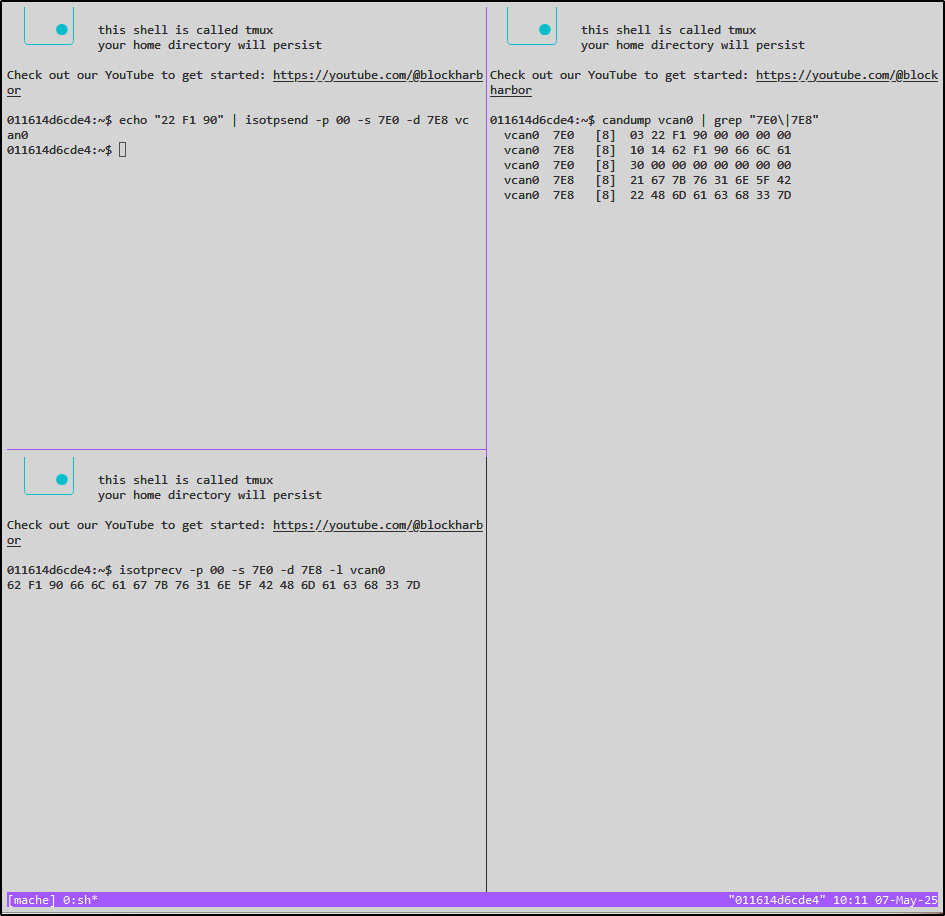 this shell is called tmux
your home directory will persist
Check out our YouTube to get started: https://youtube.com/@blockharb
or
011614d6cde4:~$ echo "22 F1 90" | isotpsend -p 00 -s 7E0 -d 7E8 vc
an0
011614d6cde4:~$
this shell is called tmux
your home directory will persist
Check out our YouTube to get started: https://youtube.com/@blockharb
or
011614d6cde4:~$ isotprecv -p 00 -s 7E0 -d 7E8 -l vcan0
62 F1 90 66 6C 61 67 7B 76 31 6E 5F 42 48 6D 61 63 68 33 7D
this shell is called tmux
your home directory will persist
Check out our YouTube to get started: https://youtube.com/@block
harbor
011614d6cde4:~$ candump vcan0 | grep "7E0\|7E8"
vcan0  7E0   [8]  03 22 F1 90 00 00 00 00
vcan0  7E8   [8]  10 14 62 F1 90 66 6C 61
vcan0  7E0   [8]  30 00 00 00 00 00 00 00
vcan0  7E8   [8]  21 67 7B 76 31 6E 5F 42
vcan0  7E8   [8]  22 48 6D 61 63 68 33 7D
[mache] 0:sh* "011614d6cde4" 10:11 07-May-25